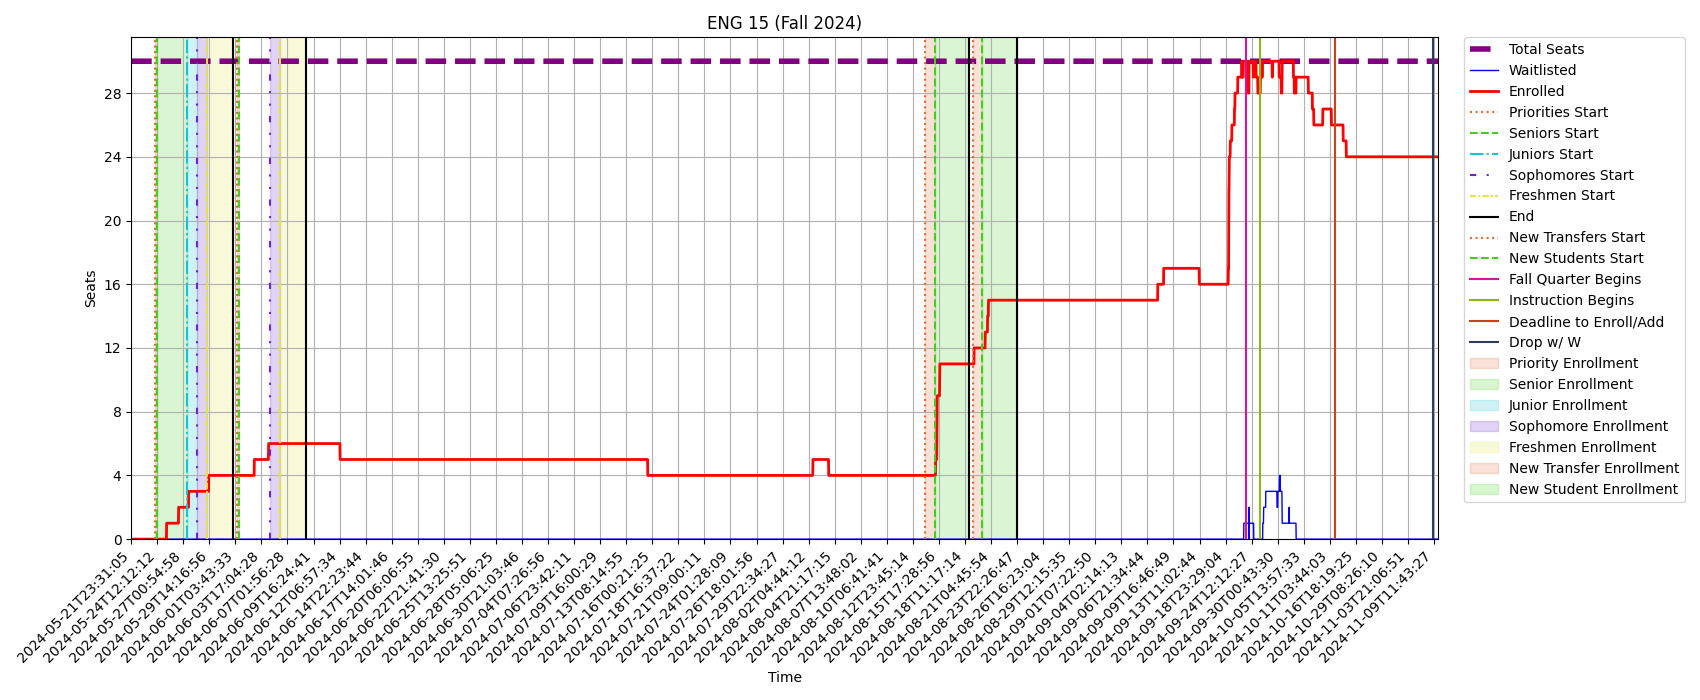 ENG 15 (Fall 2024)
Seats
28
24
20
16
12
8
4
0
2024-05-21T23:31:05
2024-05-24T12:12:12
2024-05-27T00:54:58
2024-05-29T14:16:56
2024-06-01T03:43:33
2024-06-03T17:04:28
2024-06-07T01:56:28
2024-06-09T16:24:41
2024-06-12T06:57:34
2024-06-14T22:23:44
2024-06-17T14:01:46
2024-06-20T06:06:55
2024-06-22T21:41:30
2024-06-25T13:25:51
2024-06-28T05:06:25
2024-06-30T21:03:46
2024-07-04T07:26:56
2024-07-06T23:42:11
2024-07-09T16:00:29
2024-07-13T08:14:55
2024-07-16T00:21:25
2024-07-18T16:37:22
2024-07-21T09:00:11
2024-07-24T01:28:09
2024-07-26T18:01:56
2024-07-29T22:34:27
2024-08-02T04:44:12
2024-08-04T21:17:15
2024-08-07T13:48:02
2024-08-10T06:41:41
2024-08-12T23:45:14
2024-08-15T17:28:56
2024-08-18T11:17:14
2024-08-21T04:45:54
2024-08-23T22:26:47
2024-08-26T16:23:04
2024-08-29T12:15:35
2024-09-01T07:22:50
2024-09-04T02:14:13
2024-09-06T21:34:44
2024-09-09T16:46:49
2024-09-13T11:02:44
2024-09-18T23:29:04
2024-09-24T12:12:27
2024-09-30T00:43:30
2024-10-05T13:57:33
2024-10-11T03:44:03
2024-10-16T18:19:25
2024-10-29T08:26:10
2024-11-03T21:06:51
2024-11-09T11:43:27
Time
Total Seats
Waitlisted
Enrolled
Priorities Start
Seniors Start
Juniors Start
Sophomores Start
Freshmen Start
End
New Transfers Start
New Students Start
Fall Quarter Begins
Instruction Begins
Deadline to Enroll/Add
Drop w/ W
Priority Enrollment
Senior Enrollment
Junior Enrollment
Sophomore Enrollment
Freshmen Enrollment
New Transfer Enrollment
New Student Enrollment